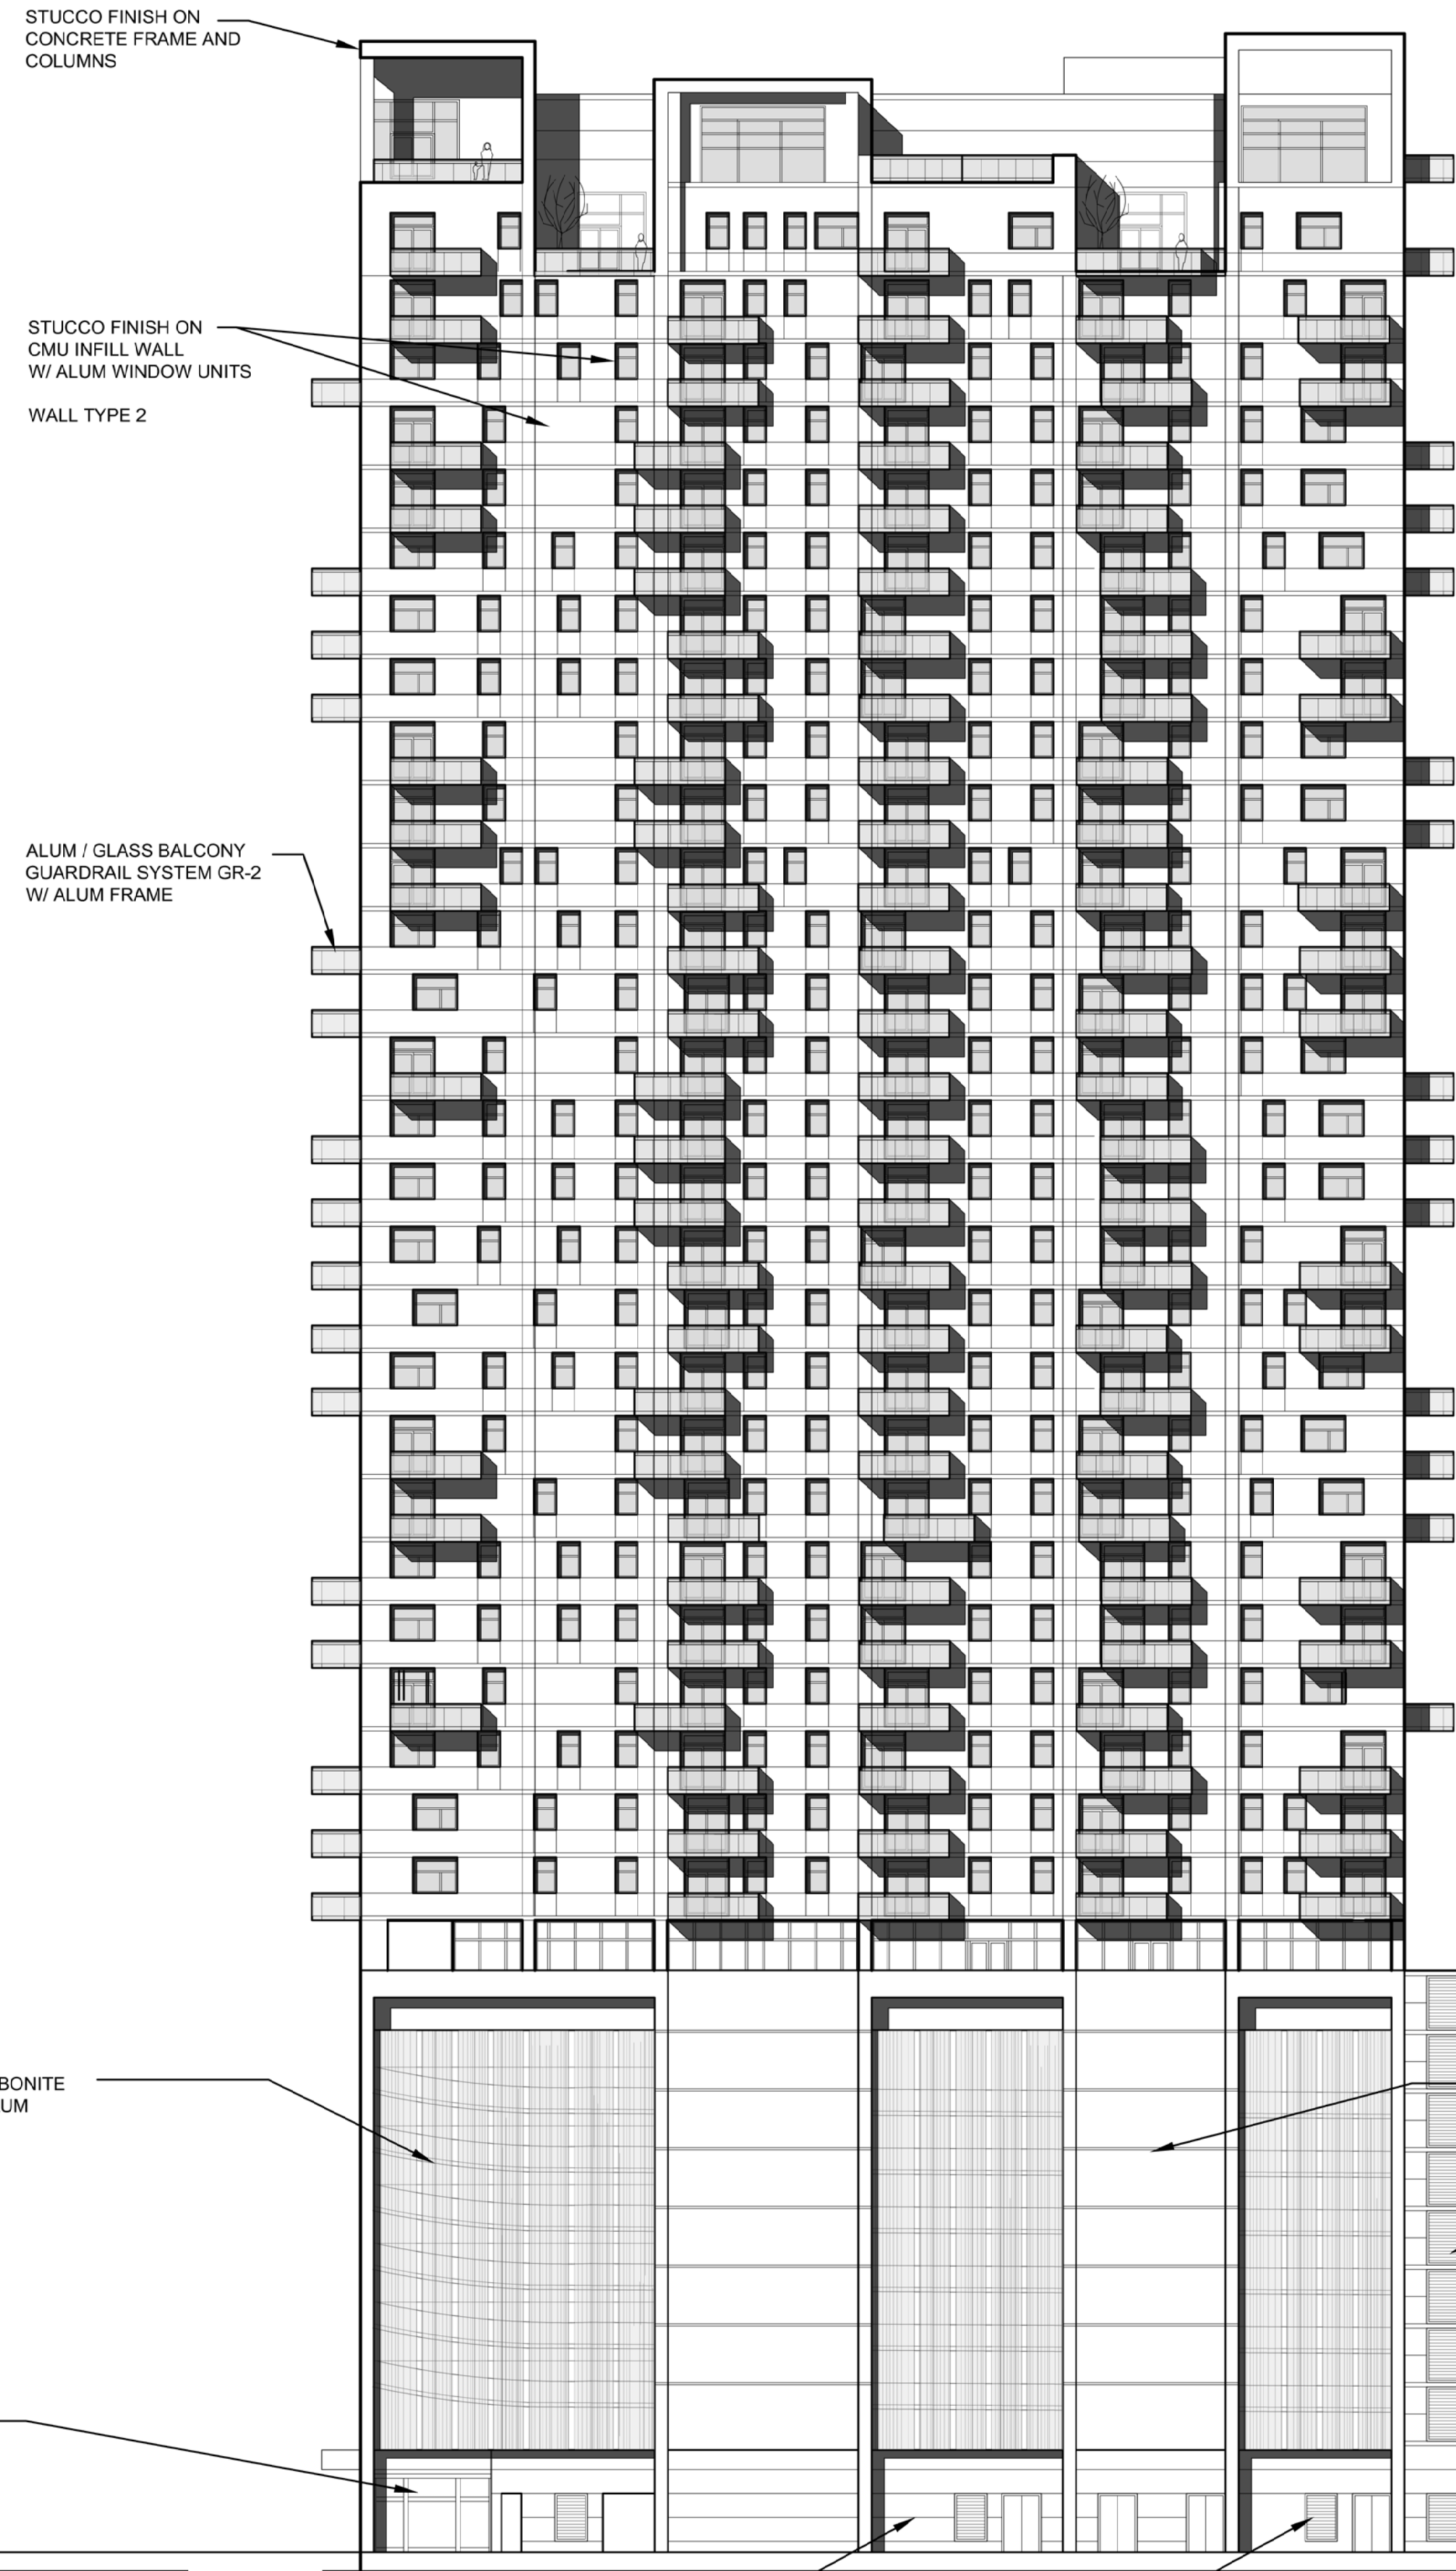 STUCCO FINISH ON
CONCRETE FRAME AND
COLUMNS
STUCCO FINISH ON
CMU INFILL WALL
W/ ALUM WINDOW UNITS
WALL TYPE 2
ALUM / GLASS BALCONY
GUARDRAIL SYSTEM GR-2
W/ ALUM FRAME
BONITE
UM